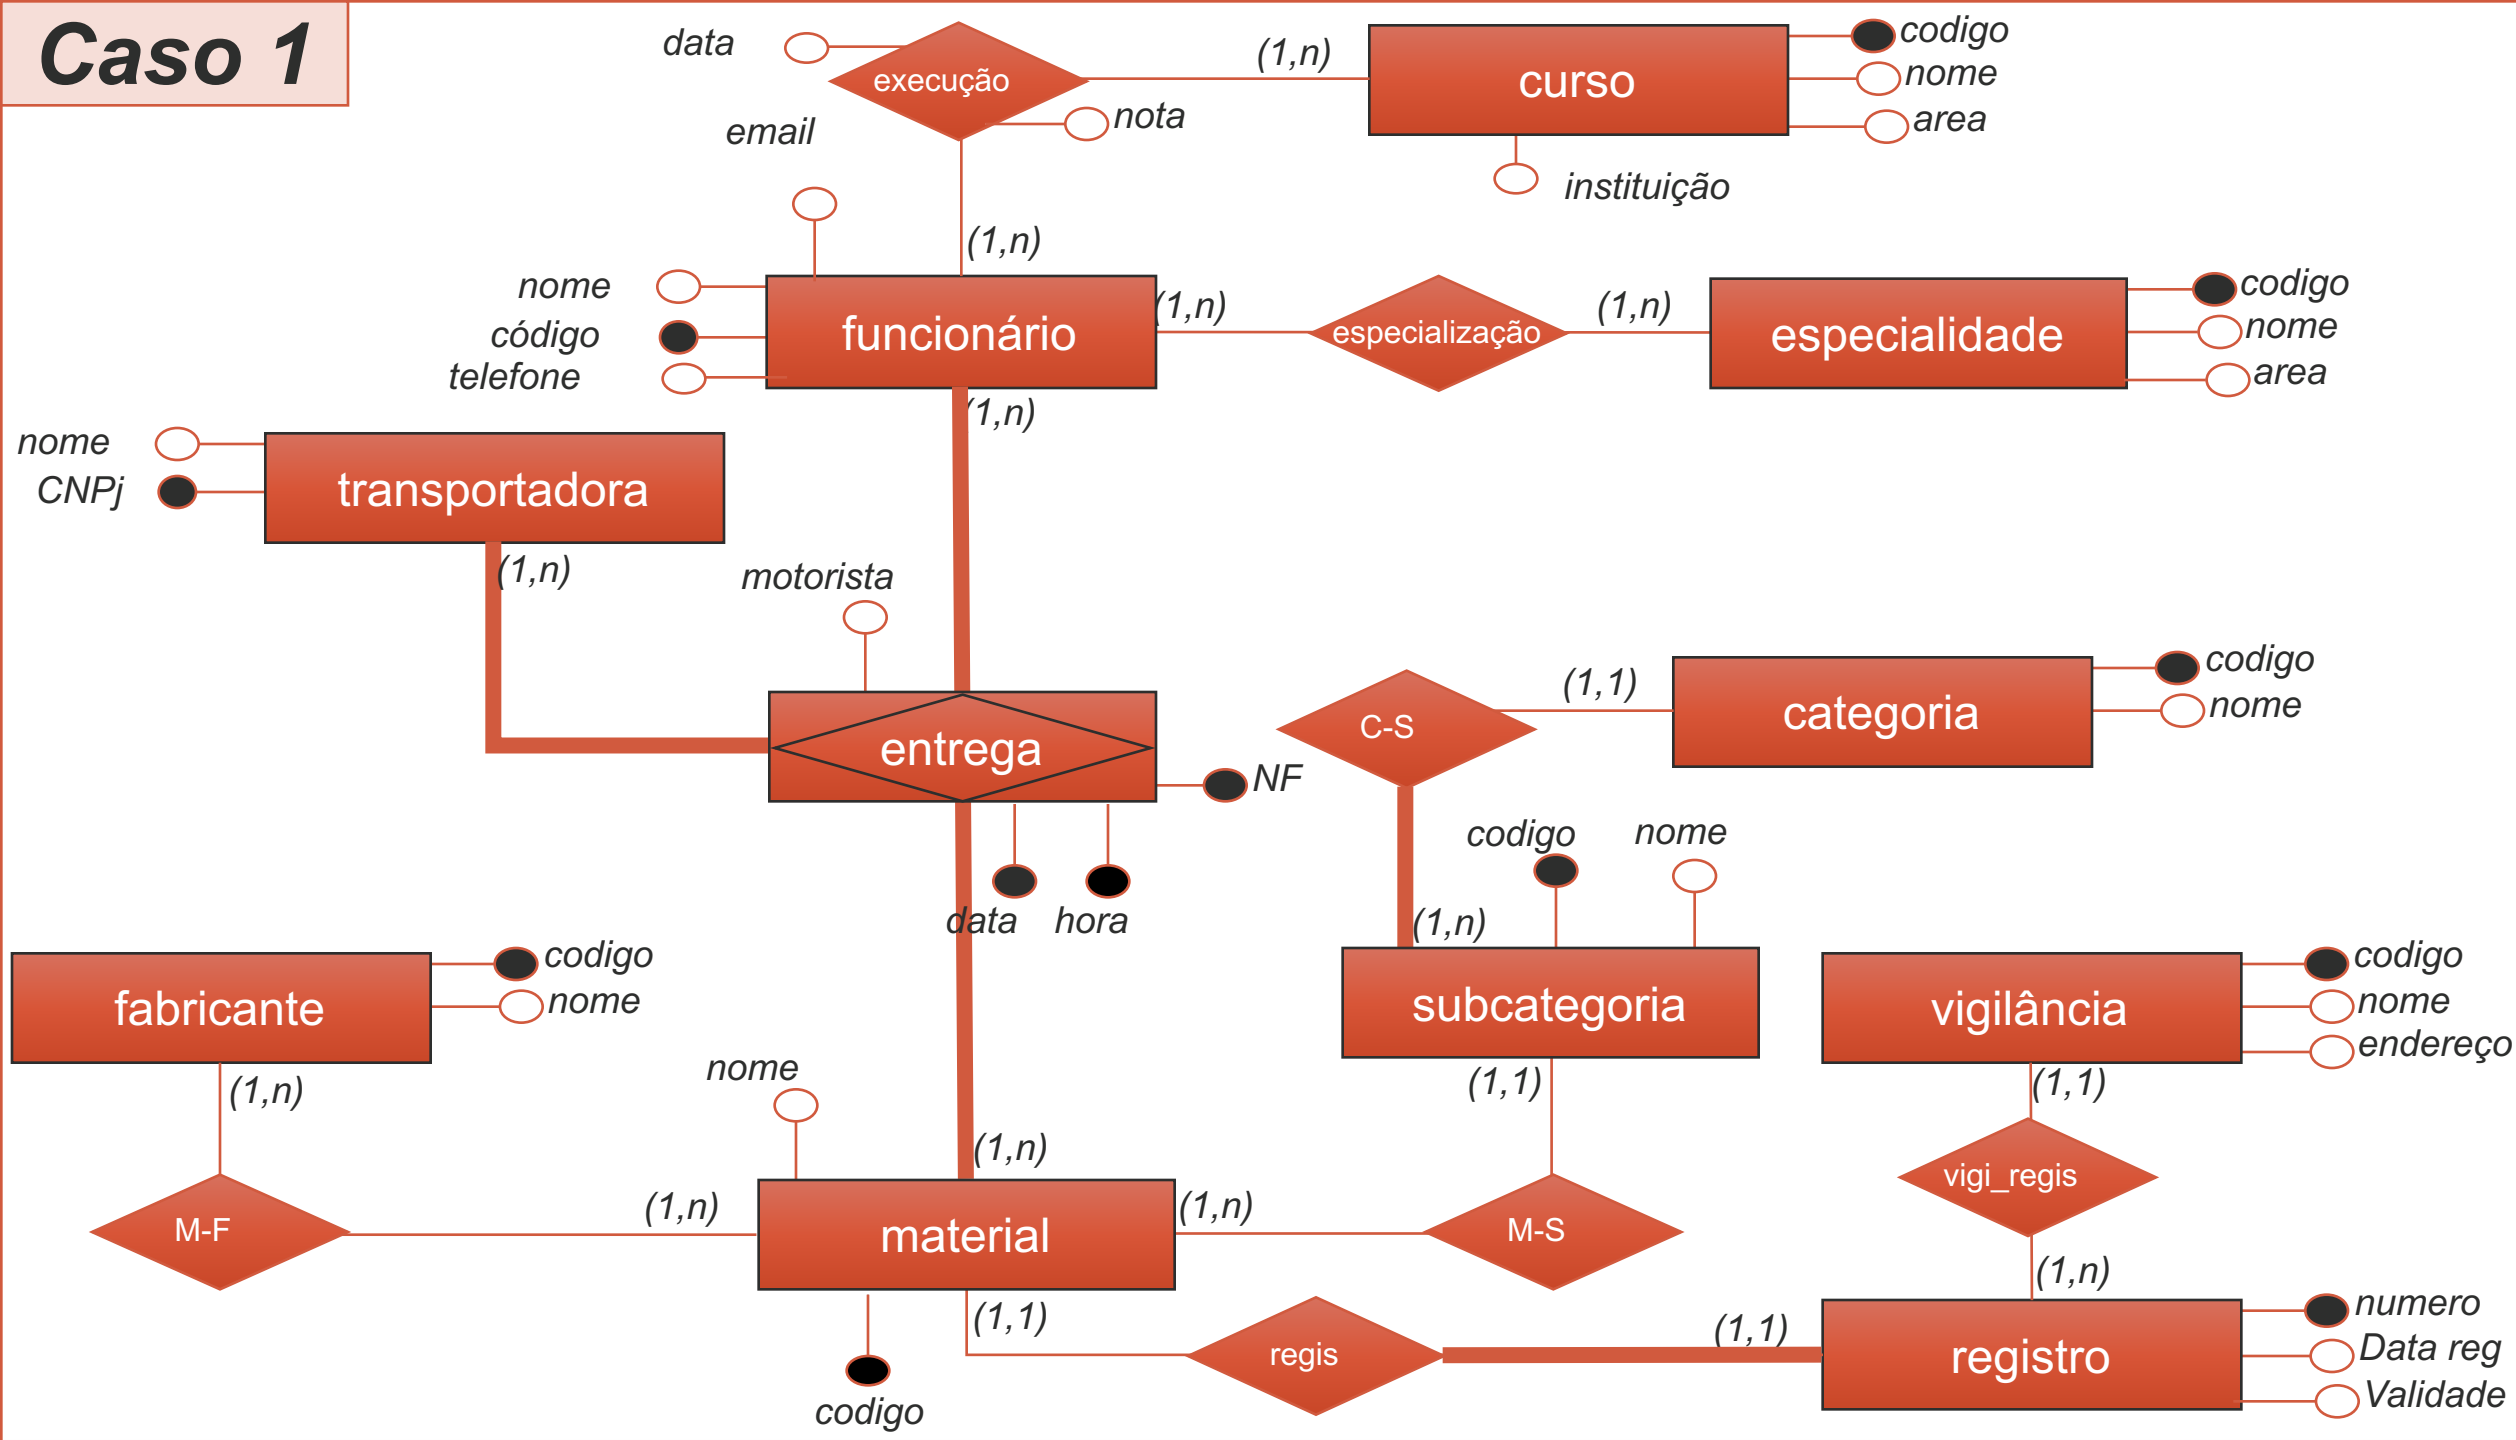 Caso 1
data
execução
(1,n)
curso
codigo
nome
area
email
nota
instituição
(1,n)
nome
código
telefone
funcionário
(1,n)
especialização
(1,n)
especialidade
codigo
nome
area
(1,n)
nome
CNPj
transportadora
(1,n)
motorista
entrega
NF
data
hora
C-S
(1,1)
categoria
codigo
nome
codigo
nome
(1,n)
subcategoria
(1,1)
fabricante
codigo
nome
(1,n)
vigilância
codigo
nome
endereço
(1,1)
nome
(1,n)
M-F
(1,n)
material
(1,n)
M-S
vigi_regis
(1,n)
(1,1)
codigo
regis
(1,1)
registro
numero
Data reg
Validade